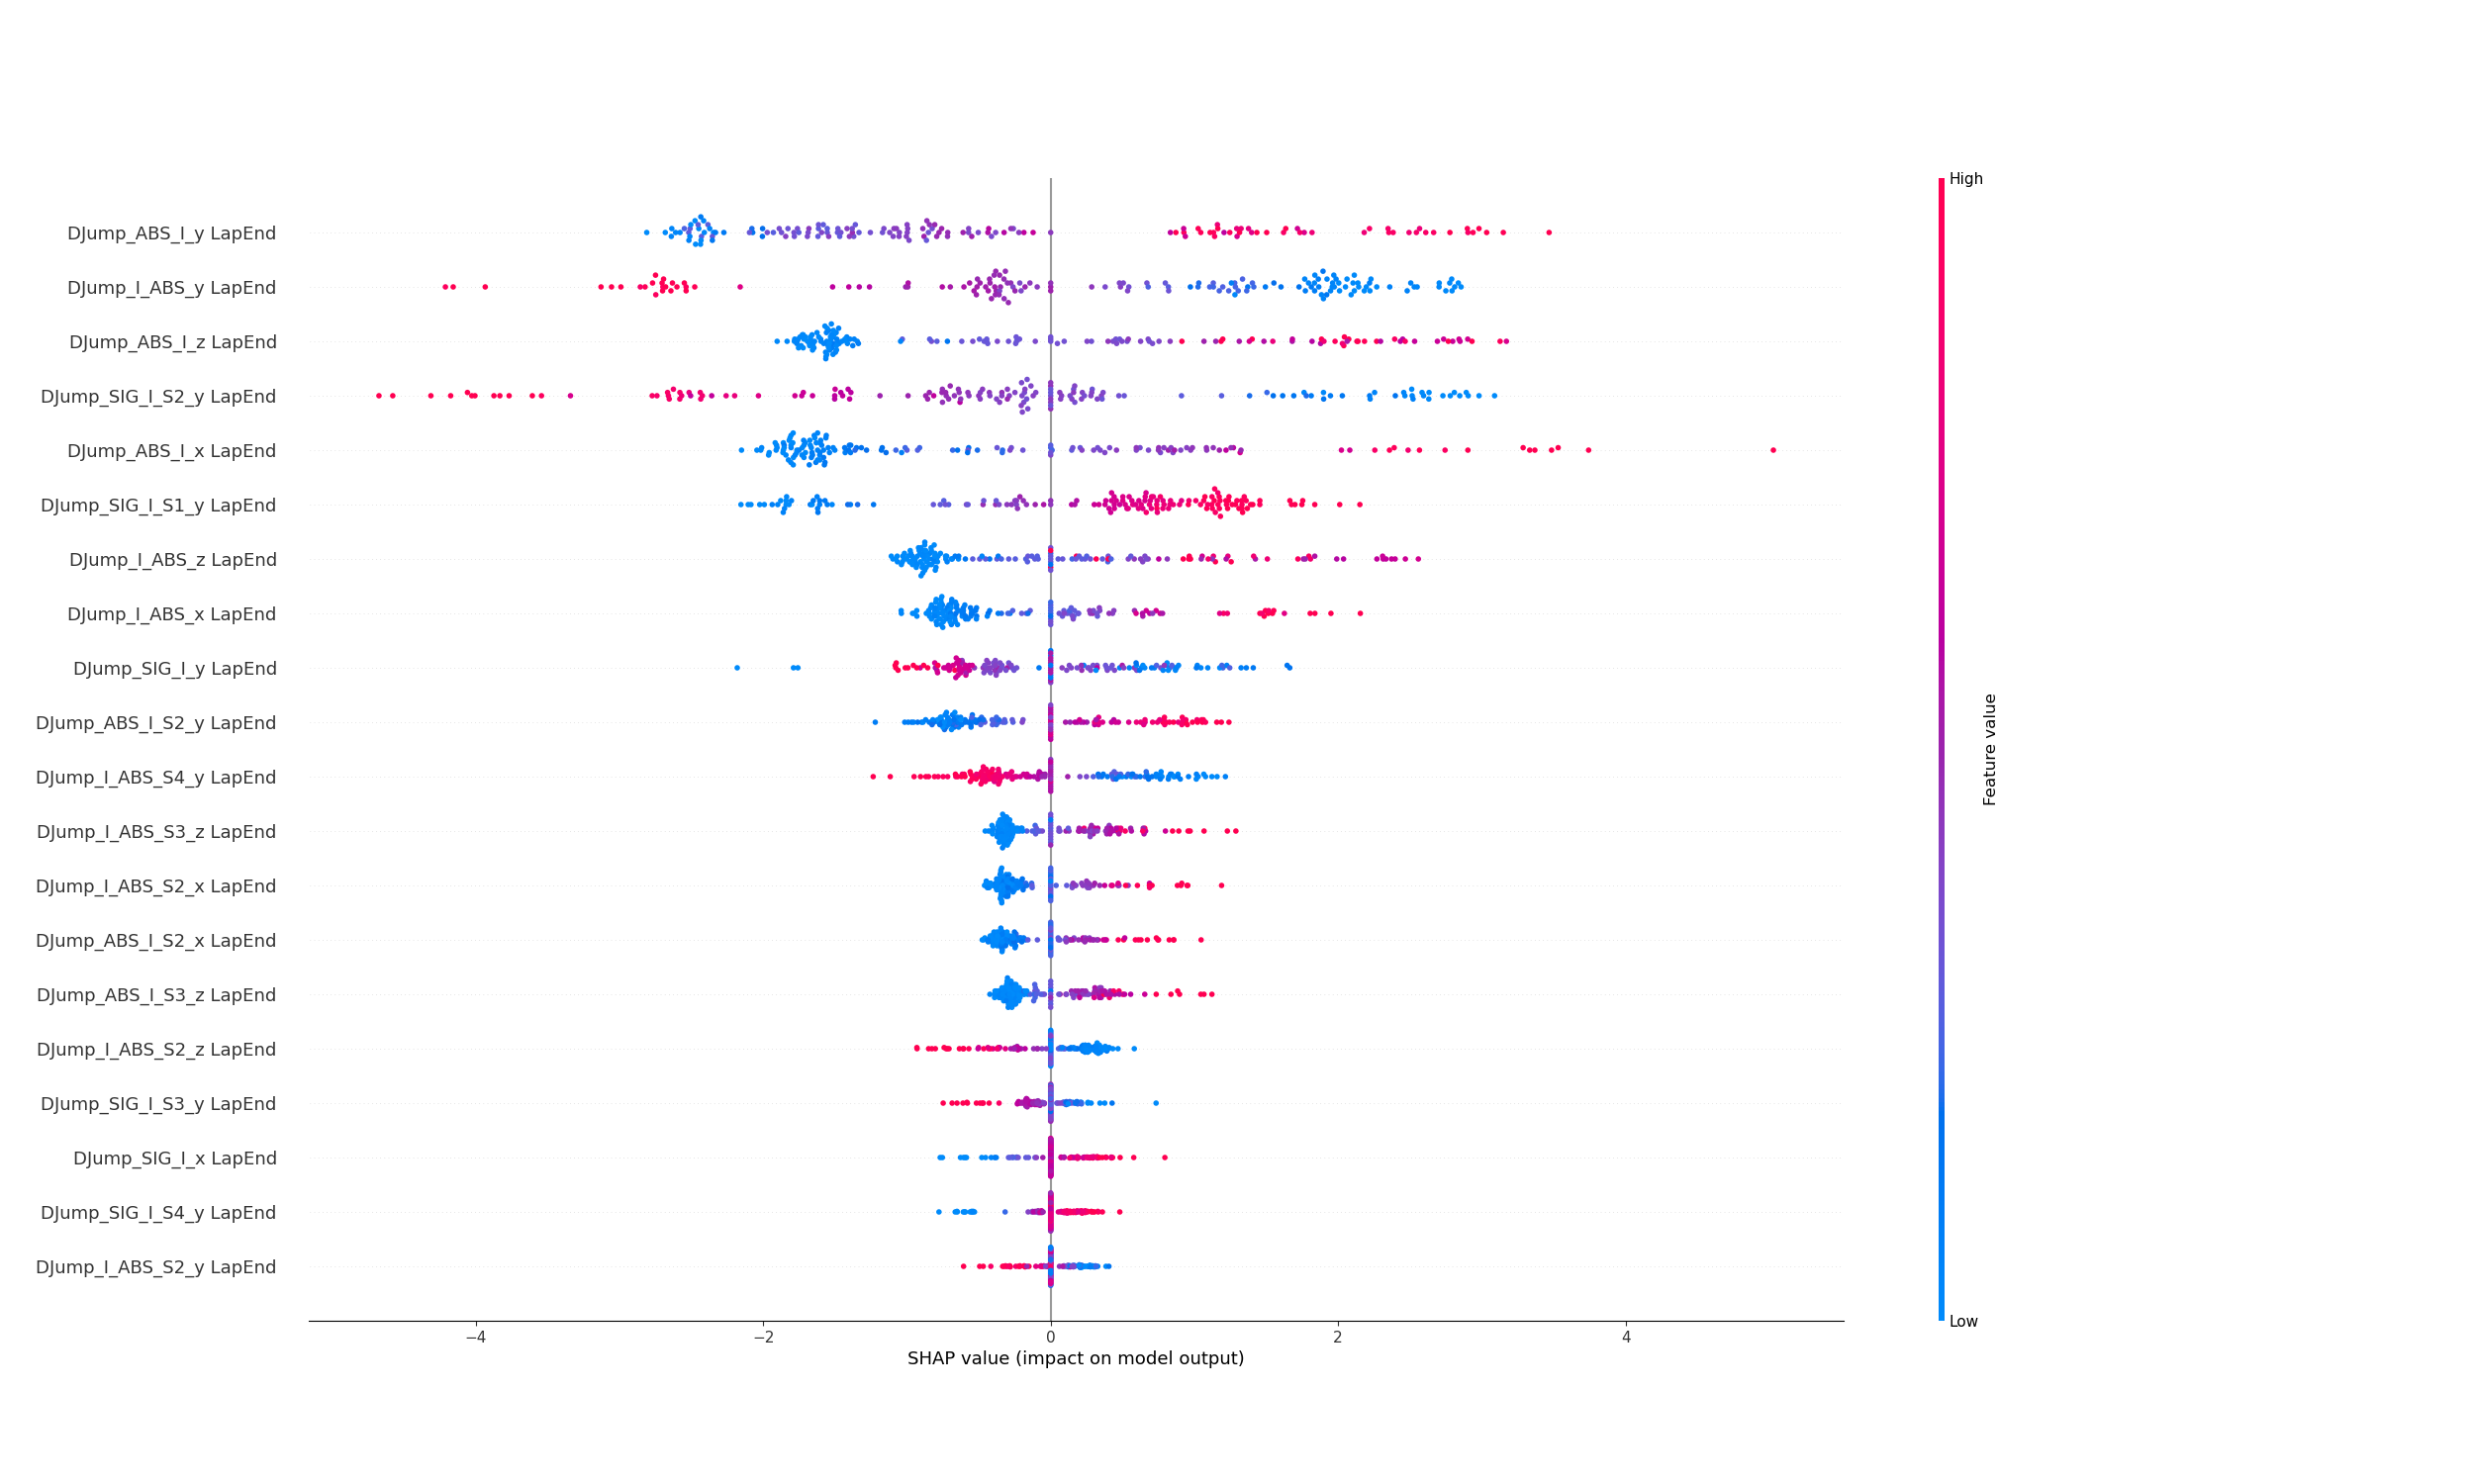 High
DJump_ABS_I_y LapEnd
DJump_I_ABS_y LapEnd
DJump_ABS_I_z LapEnd
DJump_SIG_I_S2_y LapEnd
DJump_ABS_I_x LapEnd
DJump_SIG_I_S1_y LapEnd
DJump_I_ABS_z LapEnd
DJump_I_ABS_x LapEnd
DJump_SIG_I_y LapEnd
DJump_ABS_I_S2_y LapEnd
DJump_I_ABS_S4_y LapEnd
DJump_I_ABS_S3_z LapEnd
DJump_I_ABS_S2_x LapEnd
DJump_ABS_I_S2_x LapEnd
DJump_ABS_I_S3_z LapEnd
DJump_I_ABS_S2_z LapEnd
DJump_SIG_I_S3_y LapEnd
DJump_SIG_I_x LapEnd
DJump_SIG_I_S4_y LapEnd
DJump_I_ABS_S2_y LapEnd
Feature value
Low
−4 −2 0 2 4
SHAP value (impact on model output)